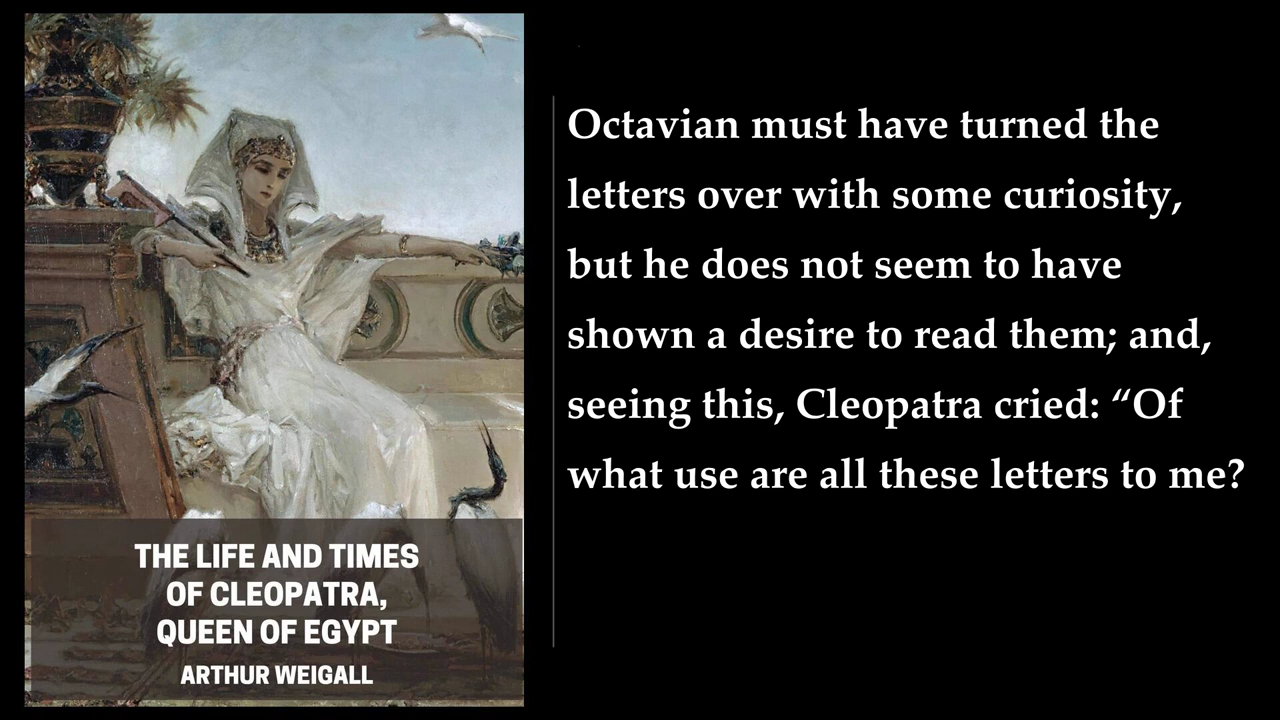 THE LIFE AND TIMES
OF CLEOPATRA,
QUEEN OF EGYPT
ARTHUR WEIGALL
Octavian must have turned the
letters over with some curiosity,
but he does not seem to have
shown a desire to read them; and,
seeing this, Cleopatra cried: “Of
what use are all these letters to me?